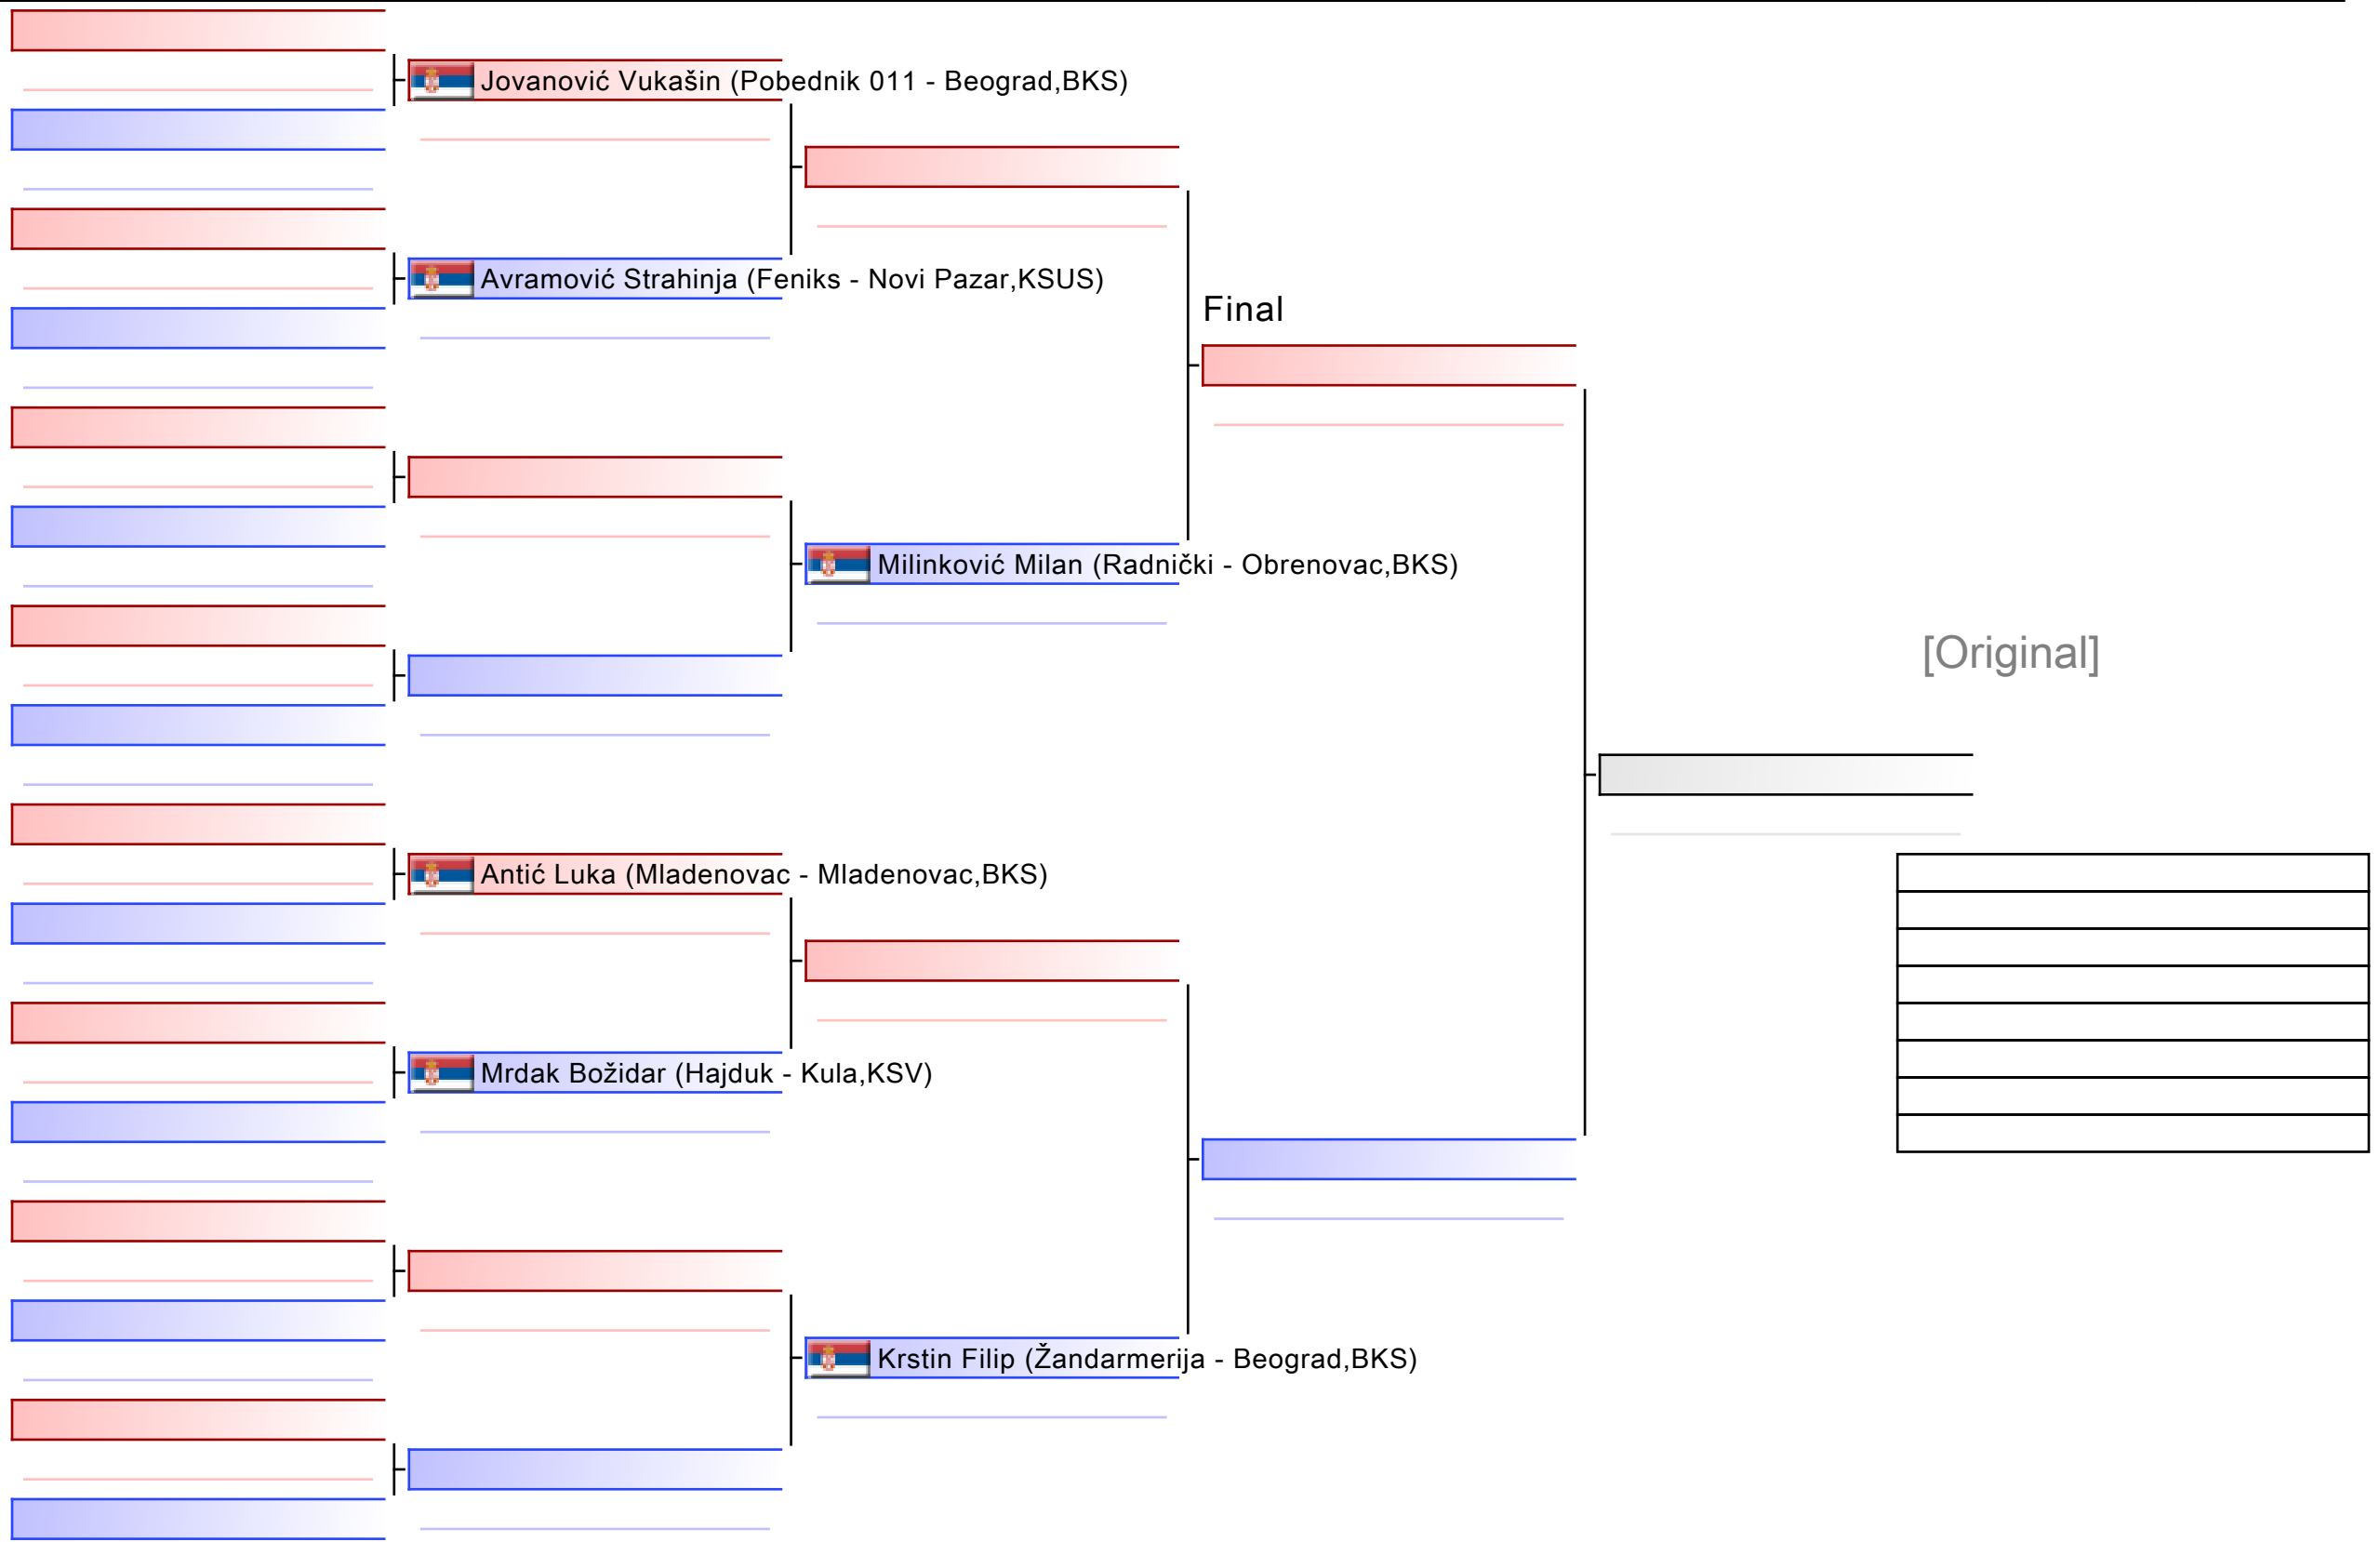 Jovanović Vukašin (Pobednik 011 - Beograd,BKS)
Avramović Strahinja (Feniks - Novi Pazar,KSUS)
Final
Milinković Milan (Radnički - Obrenovac,BKS)
[Original]
Antić Luka (Mladenovac - Mladenovac,BKS)
Mrdak Božidar (Hajduk - Kula,KSV)
Krstin Filip (Žandarmerija - Beograd,BKS)